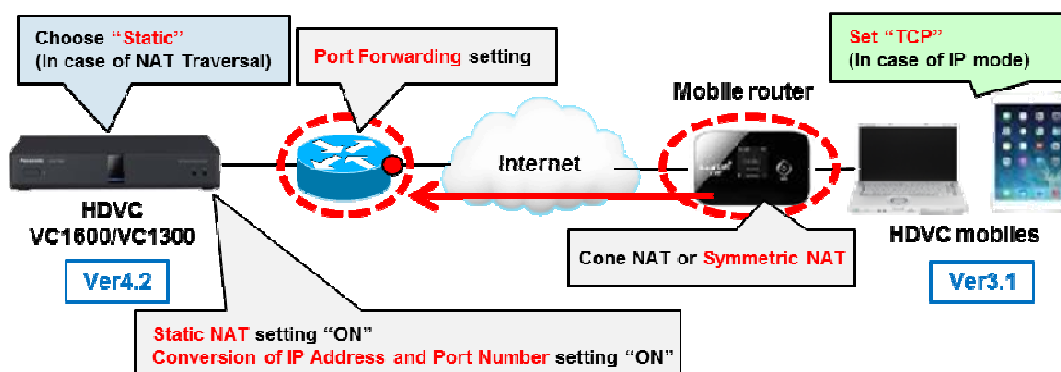 Choose “Static”
(In case of NAT Traversal)
Port Forwarding setting
Set “TCP”
(In case of IP mode)
Mobile router
Internet
Panasonic
HDVC
VC1600/VC1300
HDVC mobiles
Cone NAT or Symmetric NAT
Ver4.2
Ver3.1
Static NAT setting “ON”
Conversion of IP Address and Port Number setting “ON”